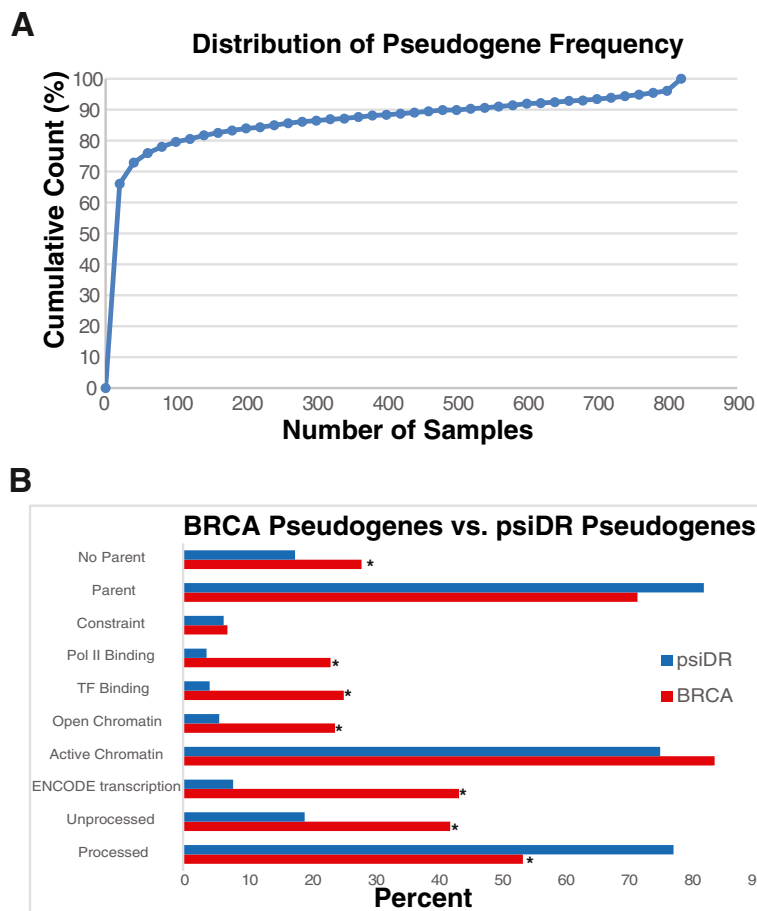 A
Distribution of Pseudogene Frequency
Cumulative Count (%)
100
90
80
70
60
50
40
30
20
10
0
0 100 200 300 400 500 600 700 800 900
Number of Samples
B
BRCA Pseudogenes vs. psiDR Pseudogenes
No Parent *
Parent
Constraint
Pol II Binding *
psiDR
TF Binding *
BRCA
Open Chromatin *
Active Chromatin
ENCODE transcription *
Unprocessed *
Processed *
0 10 20 30 40 50 60 70 80 9
Percent